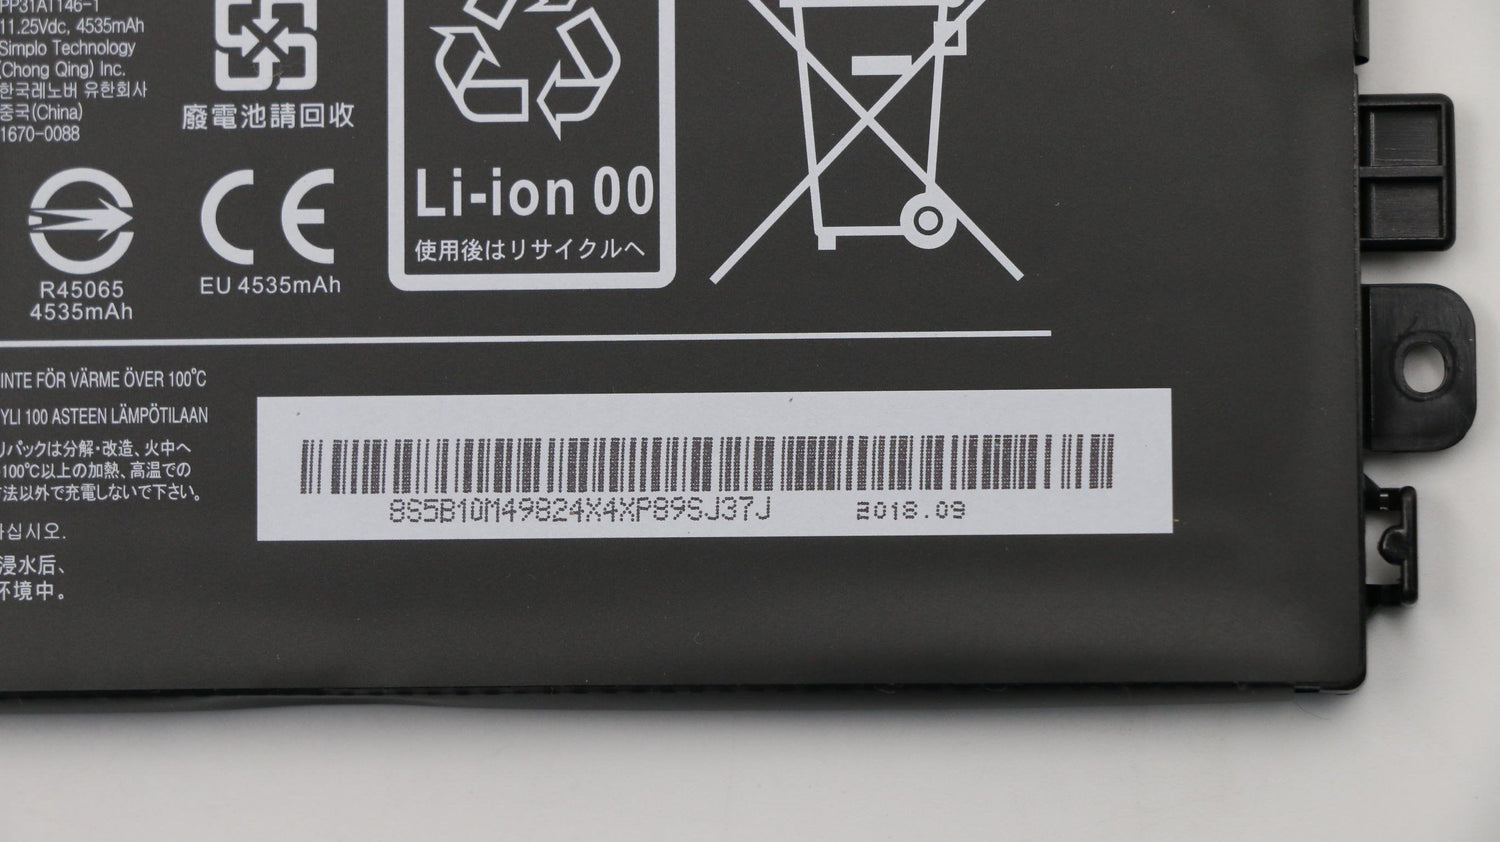 PP31AT146-1
11.25Vdc, 4535mAh
Simplo Technology
(Chong Qing) Inc.
한국레노버 유한회사
중국(China)
1670-0088
廢電池請回收
R45065
4535mAh
CE
EU 4535mAh
Li-ion 00
使用後はリサイクルへ
INTE FÖR VÄRME ÖVER 100°C
YLI 100 ASTEEN LÄMPÖTILAAN
パックは分解・改造、火中へ
100℃以上の加熱、高温での
法以外で充電しないで下さい。
십시오.
浸水后、
环境中。
8S5B10M49824X4XP89SJ37J
2018.09